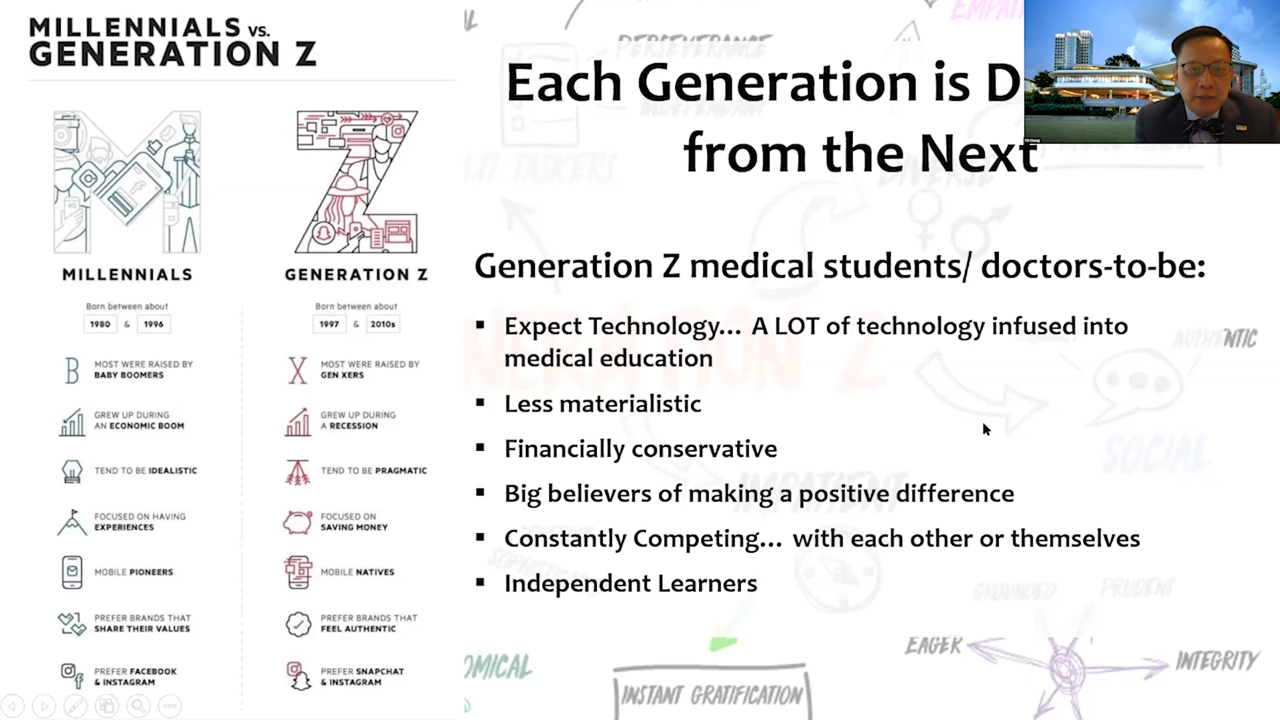 MILLENNIALS VS.
GENERATION Z
MILLENNIALS
Born between about
1980 & 1996
B MOST WERE RAISED BY
BABY BOOMERS
GREW UP DURING
AN ECONOMIC BOOM
TEND TO BE IDEALISTIC
FOCUSED ON HAVING
EXPERIENCES
MOBILE PIONEERS
PREFER BRANDS THAT
SHARE THEIR VALUES
PREFER FACEBOOK
& INSTAGRAM
GENERATION Z
Born between about
1997 & 2010s
X MOST WERE RAISED BY
GEN XERS
GREW UP DURING
A RECESSION
TEND TO BE PRAGMATIC
FOCUSED ON
SAVING MONEY
MOBILE NATIVES
PREFER BRANDS THAT
FEEL AUTHENTIC
PREFER SNAPCHAT
& INSTAGRAM
Each Generation is D
from the Next
Generation Z medical students/ doctors-to-be:
▪ Expect Technology... A LOT of technology infused into
medical education
▪ Less materialistic
▪ Financially conservative
▪ Big believers of making a positive difference
▪ Constantly Competing... with each other or themselves
▪ Independent Learners
PERSEVERANCE
DIVERSE
AUTHENTIC
SOCIAL
IMPATIENT
GROUNDED
PRUDENT
EAGER
INTEGRITY
INSTANT GRATIFICATION